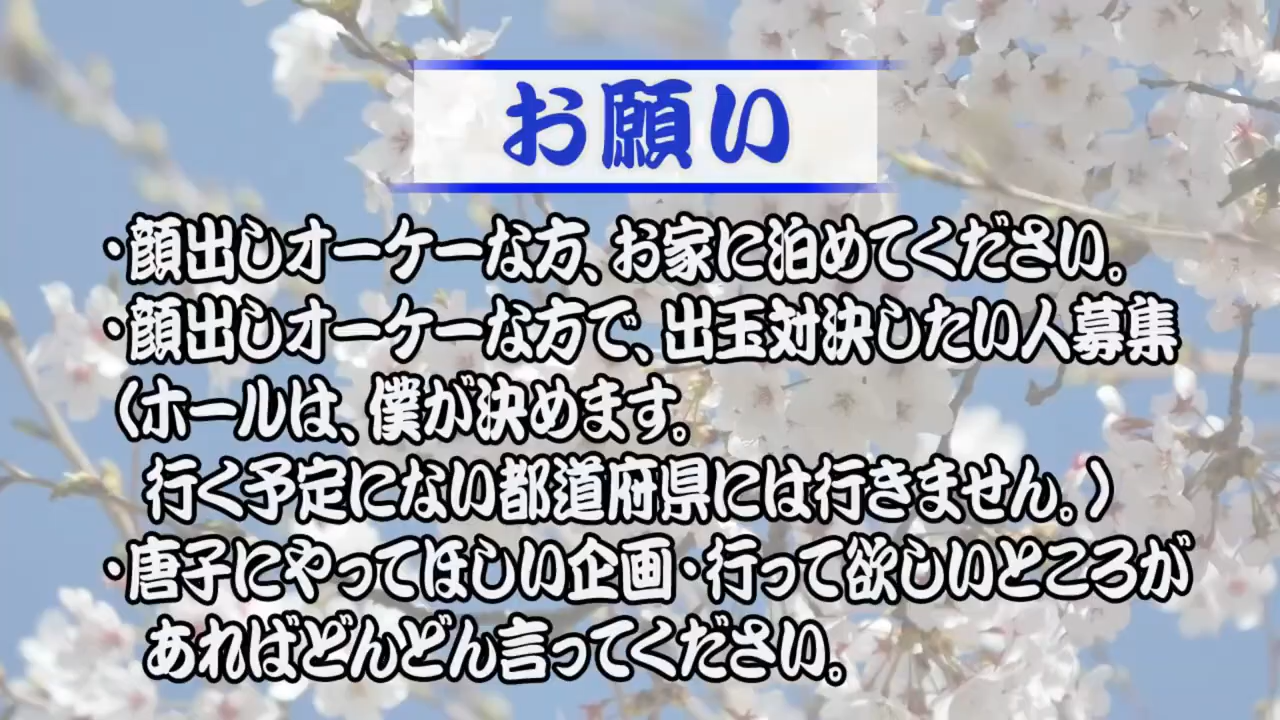 お願い
・顔出しオーケーな方、お家に泊めてください。
・顔出しオーケーな方で、出玉対決したい人募集
（ホールは、僕が決めます。
行く予定にない都道府県には行きません。）
・唐子にやってほしい企画・行って欲しいところが
あればどんどん言ってください。